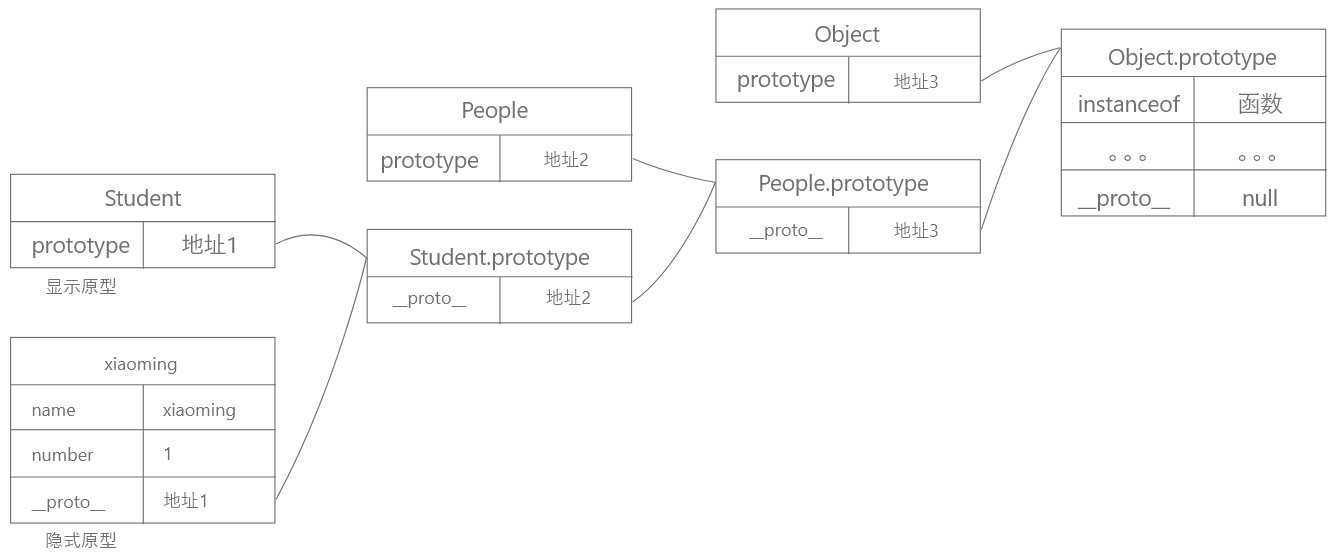 Student
prototype 地址1
显示原型
xiaoming
name xiaoming
number 1
__proto__ 地址1
隐式原型
People
prototype 地址2
Student.prototype
__proto__ 地址2
Object
prototype 地址3
People.prototype
__proto__ 地址3
Object.prototype
instanceof 函数
。。。 。。。
__proto__ null